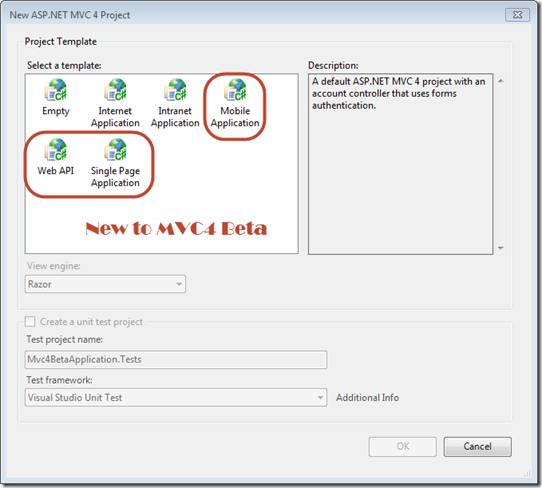 New ASP.NET MVC 4 Project
Project Template
Select a template:
Description:
Empty
Internet
Application
Intranet
Application
Mobile
Application
Web API
Single Page
Application
New to MVC4 Beta
A default ASP.NET MVC 4 project with an
account controller that uses forms
authentication.
View engine:
Razor
Create a unit test project
Test project name:
Mvc4BetaApplication.Tests
Test framework:
Visual Studio Unit Test
Additional Info
OK
Cancel